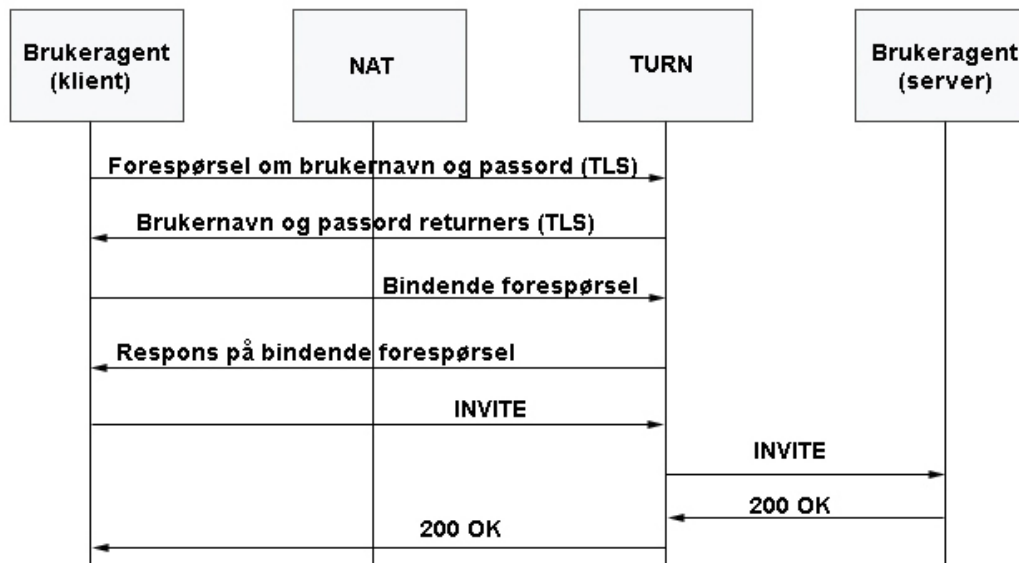 Brukeragent
(klient)
NAT
TURN
Brukeragent
(server)
Forespørsel om brukernavn og passord (TLS)
Brukernavn og passord returners (TLS)
Bindende forespørsel
Respons på bindende forespørsel
INVITE
INVITE
200 OK
200 OK